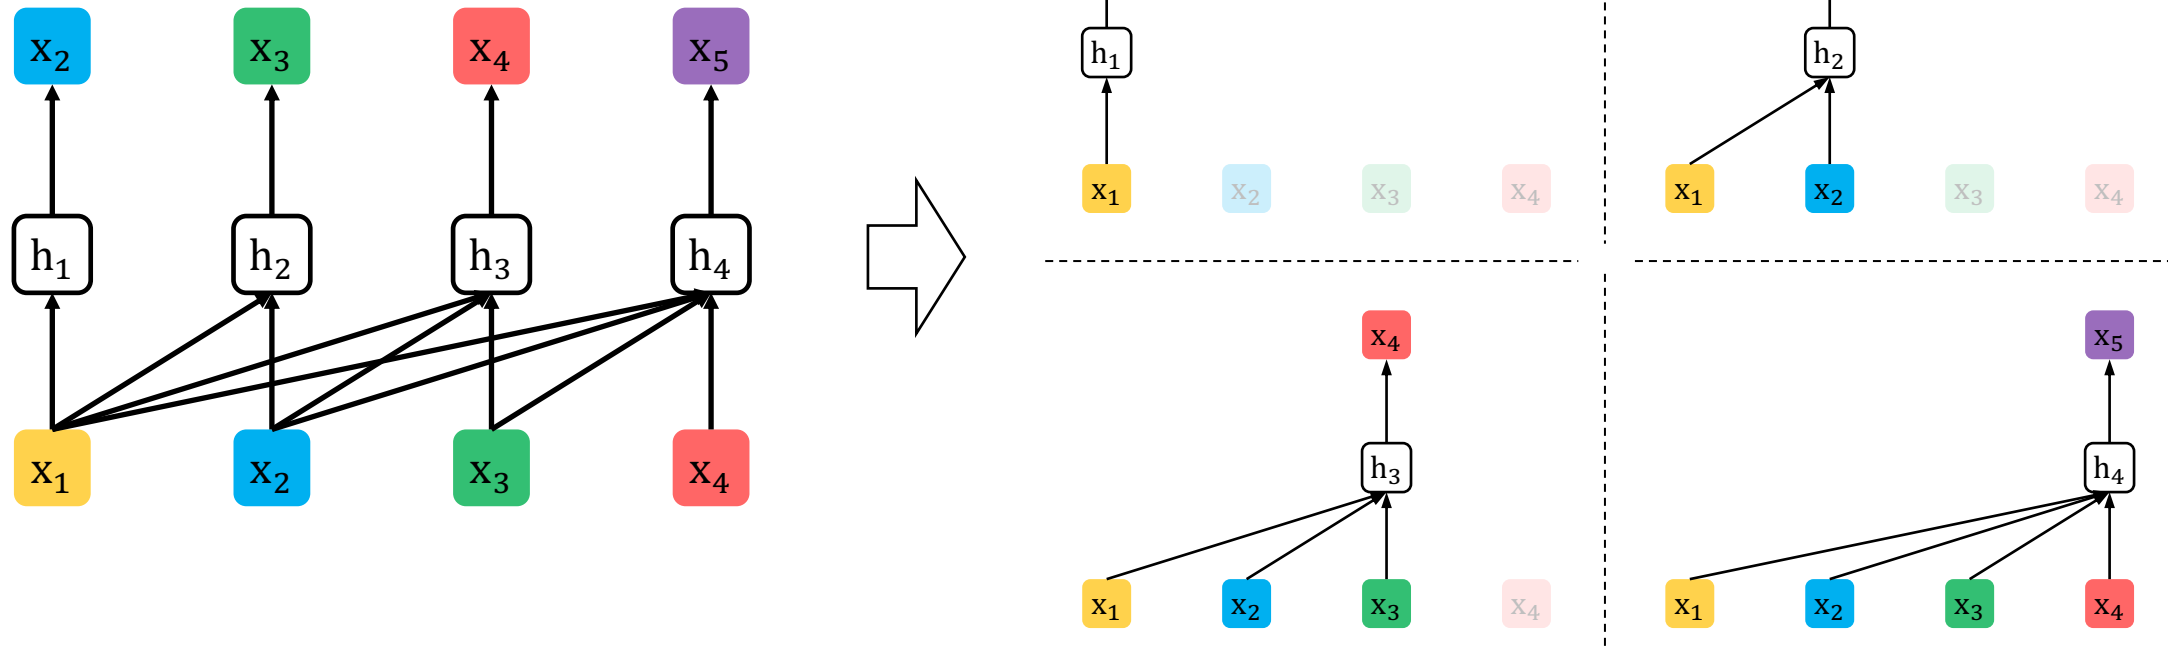 x₂ x₃ x₄ x₅
h₁ h₂ h₃ h₄
x₁ x₂ x₃ x₄
h₁
x₁ x₂ x₃ x₄
h₂
x₁ x₂ x₃ x₄
x₄
h₃
x₁ x₂ x₃ x₄
x₅
h₄
x₁ x₂ x₃ x₄